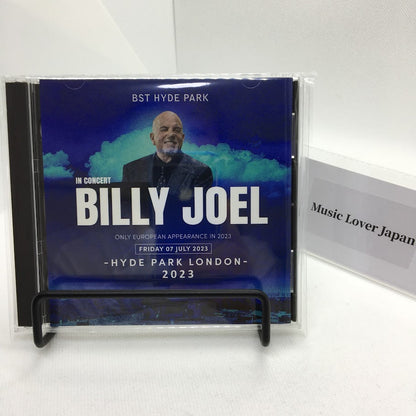 BST HYDE PARK
IN CONCERT
BILLY JOEL
ONLY EUROPEAN APPEARANCE IN 2023
FRIDAY 07 JULY 2023
-HYDE PARK LONDON-
2023
Music Lover Japan